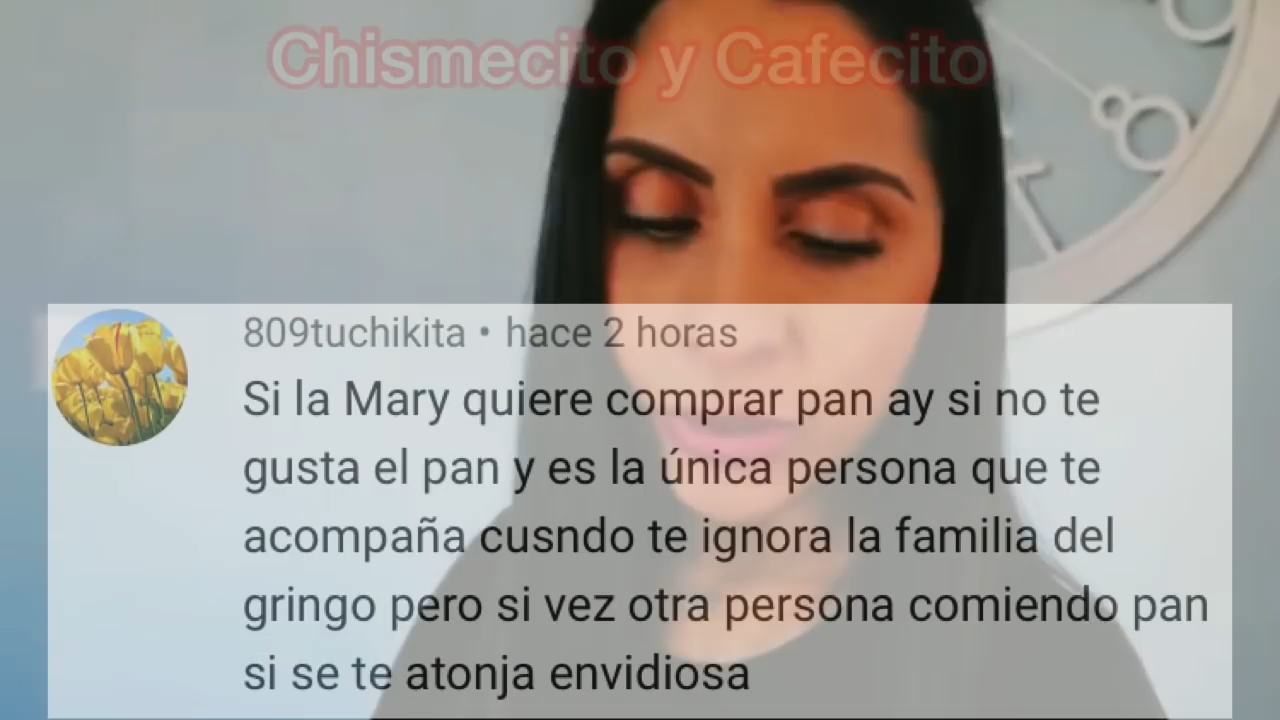 Chismecito y Cafecito
809tuchikita • hace 2 horas
Si la Mary quiere comprar pan ay si no te
gusta el pan y es la única persona que te
acompaña cusndo te ignora la familia del
gringo pero si vez otra persona comiendo pan
si se te atonja envidiosa